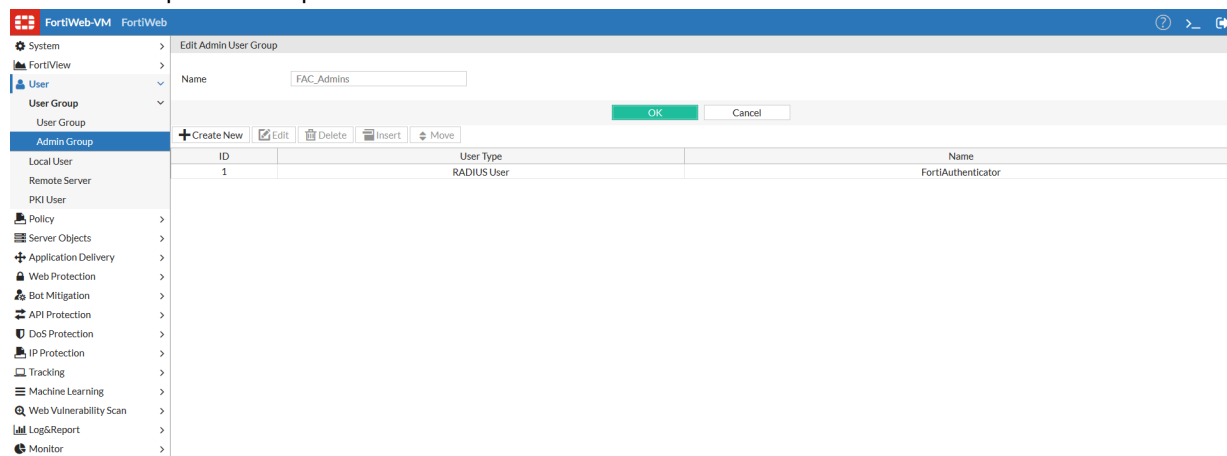 FortiWeb-VM FortiWeb
System
Edit Admin User Group
FortiView
User
Name FAC_Admins
User Group
OK Cancel
User Group
Create New Edit Delete Insert Move
Admin Group
ID User Type Name
Local User
1 RADIUS User FortiAuthenticator
Remote Server
PKI User
Policy
Server Objects
Application Delivery
Web Protection
Bot Mitigation
API Protection
DoS Protection
IP Protection
Tracking
Machine Learning
Web Vulnerability Scan
Log&Report
Monitor